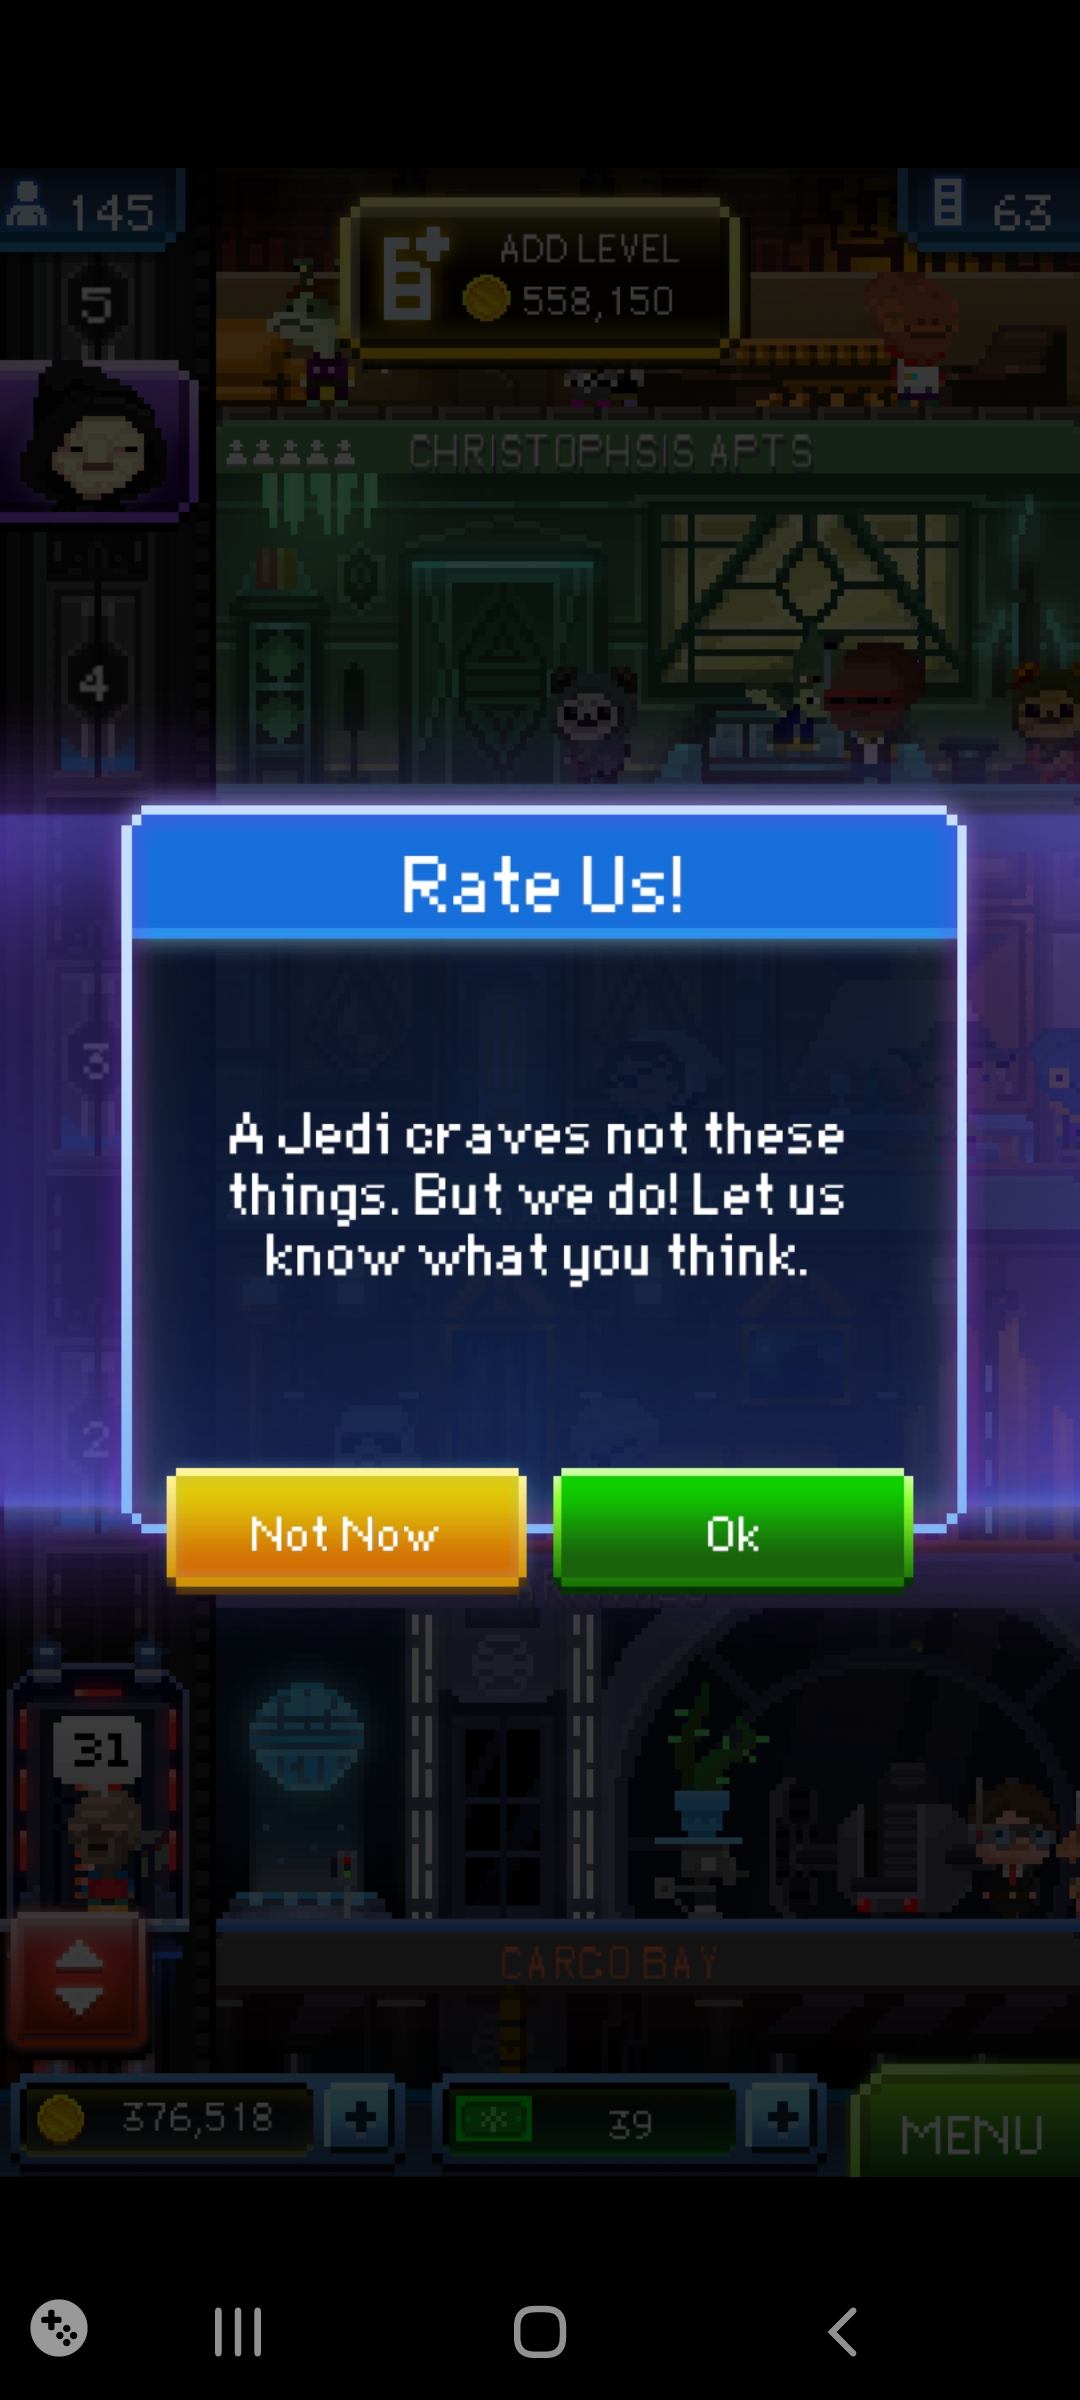 145
63
ADD LEVEL
558,150
5
CHRISTOPHSIS APTS
4
Rate Us!
3
A Jedi craves not these
things. But we do! Let us
know what you think.
2
Not Now
Ok
31
CARGO BAY
376,518
39
MENU